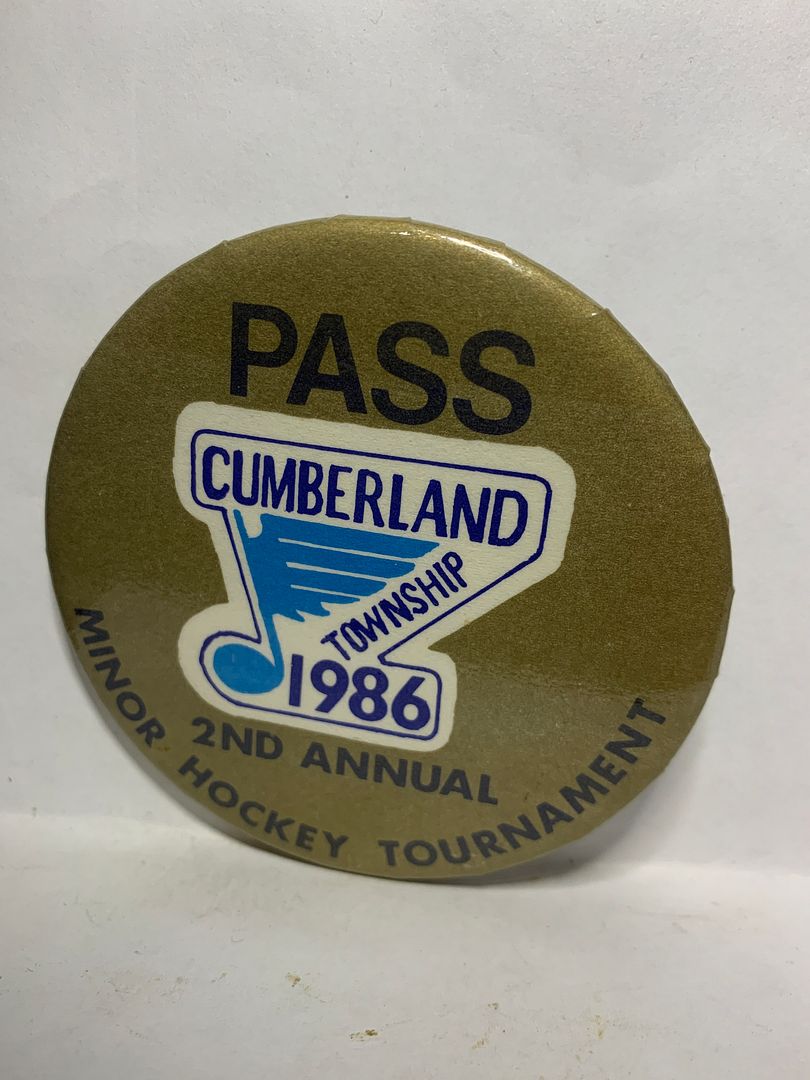 PASS
CUMBERLAND
TOWNSHIP
1986
2ND ANNUAL
MINOR HOCKEY TOURNAMENT